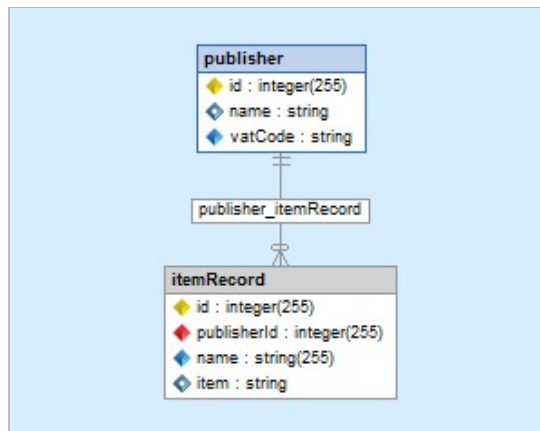 publisher
id : integer(255)
name : string
vatCode : string
publisher_itemRecord
itemRecord
id : integer(255)
publisherId : integer(255)
name : string(255)
item : string